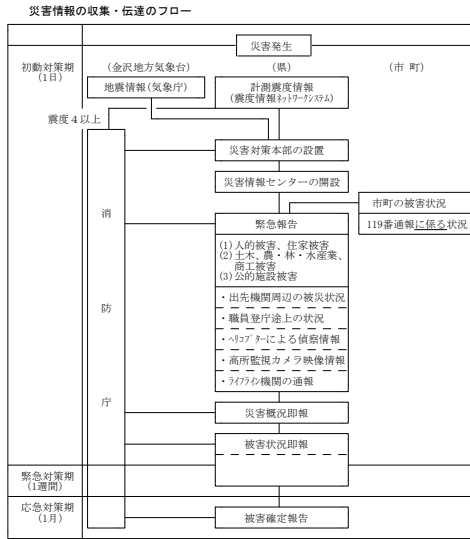 災害情報の収集・伝達のフロー
災害発生
初動対策期
(1日)
(金沢地方気象台)
(県)
(市 町)
地震情報(気象庁)
計測震度情報
(震度情報ネットワークシステム)
震度4以上
災害対策本部の設置
災害情報センターの開設
消防庁
緊急報告
市町の被害状況
119番通報に係る状況
(1)人的被害、住家被害
(2)土木、農・林・水産業、
商工被害
(3)公的施設被害
・出先機関周辺の被災状況
・職員登庁途上の状況
・ヘリコプターによる偵察情報
・高所監視カメラ映像情報
・ライフライン機関の通報
災害概況即報
被害状況即報
緊急対策期
(1週間)
応急対策期
(1月)
被害確定報告